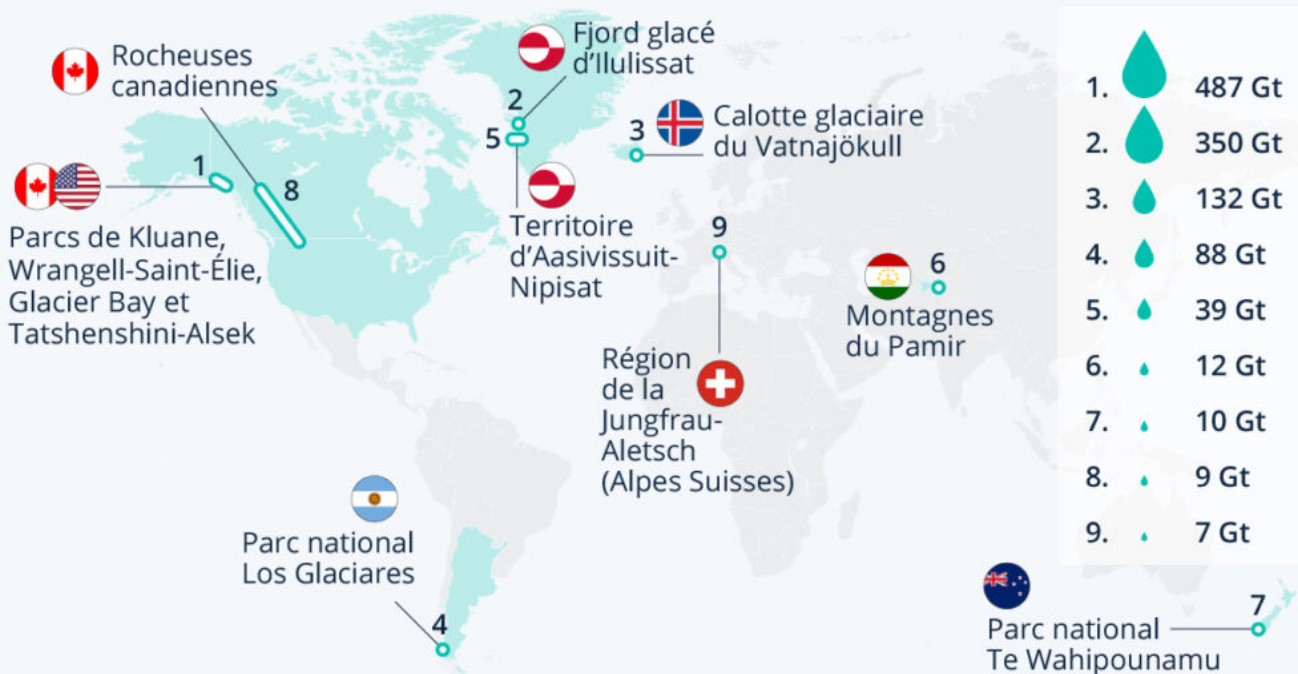 Rocheuses
canadiennes
Fjord glacé
d'Ilulissat
2
5
3
Calotte glaciaire
du Vatnajökull
1
8
Parcs de Kluane,
Wrangell-Saint-Élie,
Glacier Bay et
Tatshenshini-Alsek
Territoire
d'Aasivissuit-
Nipisat
9
Région
de la
Jungfrau-
Aletsch
(Alpes Suisses)
6
Montagnes
du Pamir
Parc national
Los Glaciares
4
7
Parc national
Te Wahipounamu
1. 487 Gt
2. 350 Gt
3. 132 Gt
4. 88 Gt
5. 39 Gt
6. 12 Gt
7. 10 Gt
8. 9 Gt
9. 7 Gt